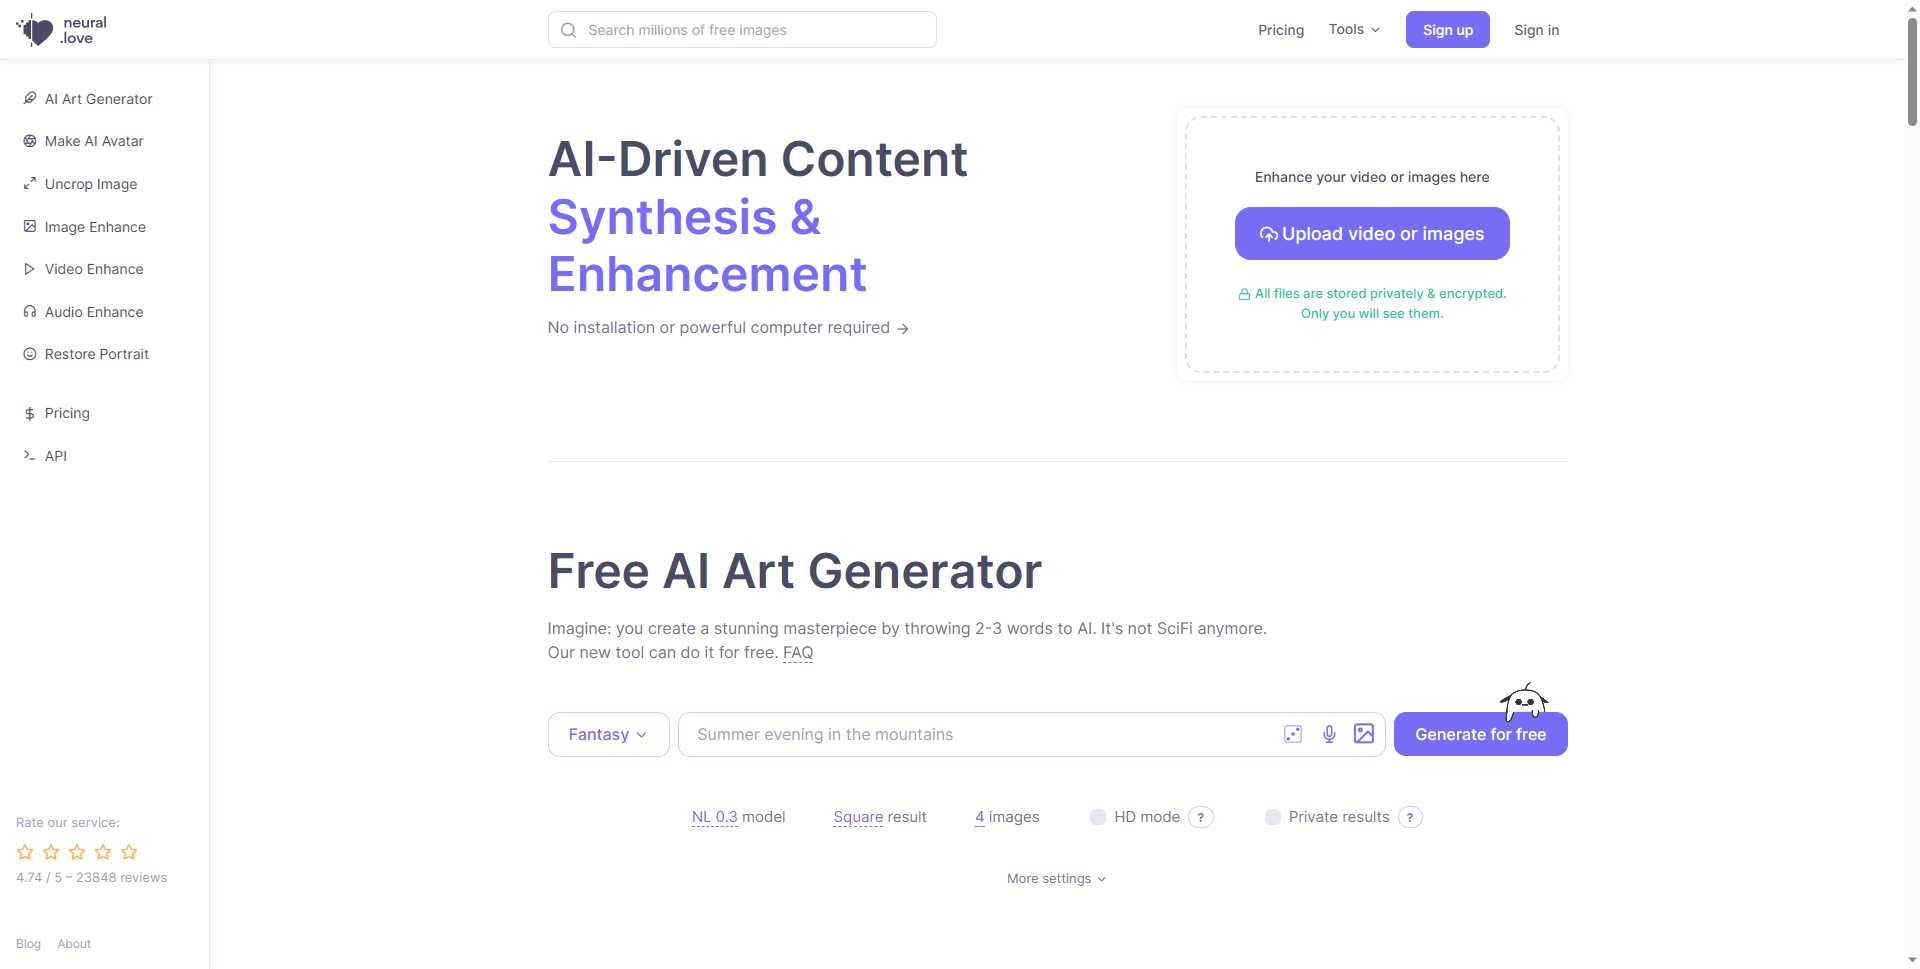 neural
.love
Search millions of free images
Pricing
Tools
Sign up
Sign in
AI Art Generator
Make AI Avatar
Uncrop Image
Image Enhance
Video Enhance
Audio Enhance
Restore Portrait
Pricing
API
Rate our service:
4.74 / 5 – 23848 reviews
Blog About
AI-Driven Content
Synthesis &
Enhancement
No installation or powerful computer required →
Enhance your video or images here
Upload video or images
All files are stored privately & encrypted.
Only you will see them.
Free AI Art Generator
Imagine: you create a stunning masterpiece by throwing 2-3 words to AI. It's not SciFi anymore.
Our new tool can do it for free. FAQ
Fantasy
Summer evening in the mountains
Generate for free
NL 0.3 model
Square result
4 images
HD mode ?
Private results ?
More settings